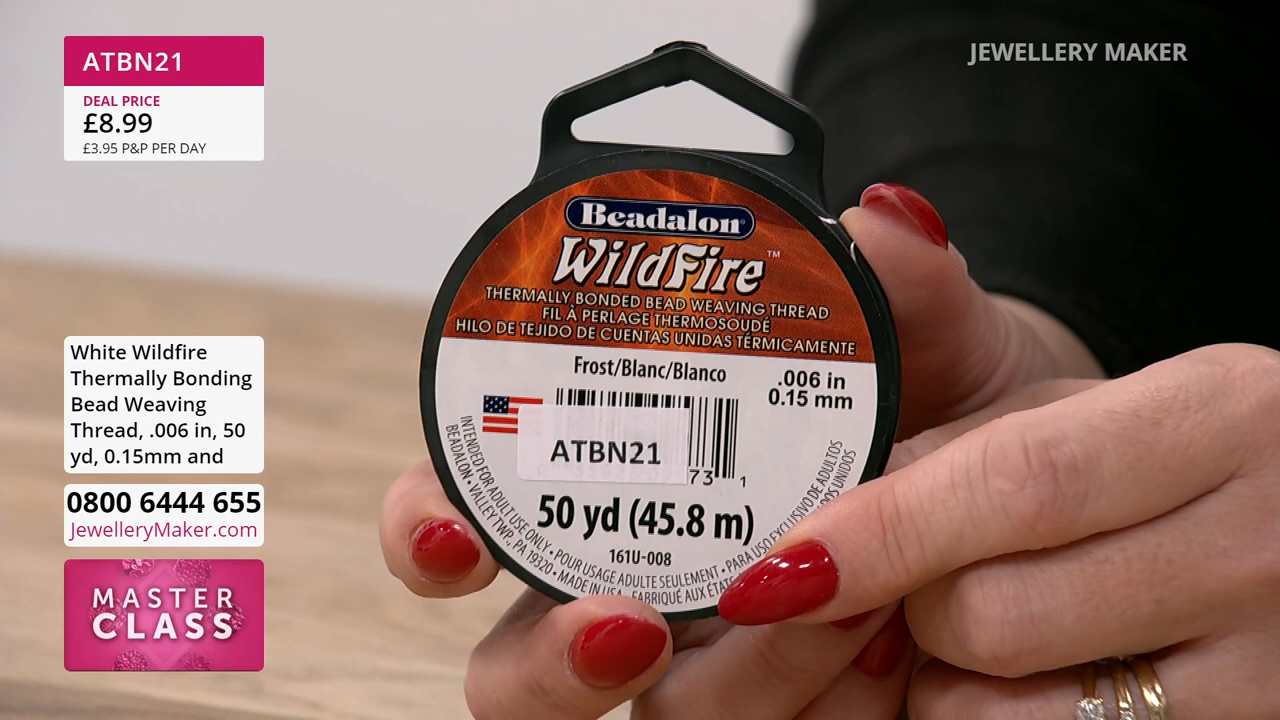 ATBN21
DEAL PRICE
£8.99
£3.95 P&P PER DAY
JEWELLERY MAKER
Beadalon
WildFire™
THERMALLY BONDED BEAD WEAVING THREAD
FIL À PERLAGE THERMOSOUDÉ
HILO DE TEJIDO DE CUENTAS UNIDAS TÉRMICAMENTE
Frost/Blanc/Blanco
.006 in
0.15 mm
ATBN21
73 1
50 yd (45.8 m)
161U-008
INTENDED FOR ADULT USE ONLY • POUR USAGE ADULTE SEULEMENT • PARA USO EXCLUSIVO DE ADULTOS
BEADALON • VALLEY TWP., PA 19320 • MADE IN USA FABRIQUÉ AUX ÉTATS UNIDOS
White Wildfire
Thermally Bonding
Bead Weaving
Thread, .006 in, 50
yd, 0.15mm and
0800 6444 655
JewelleryMaker.com
MASTER
CLASS